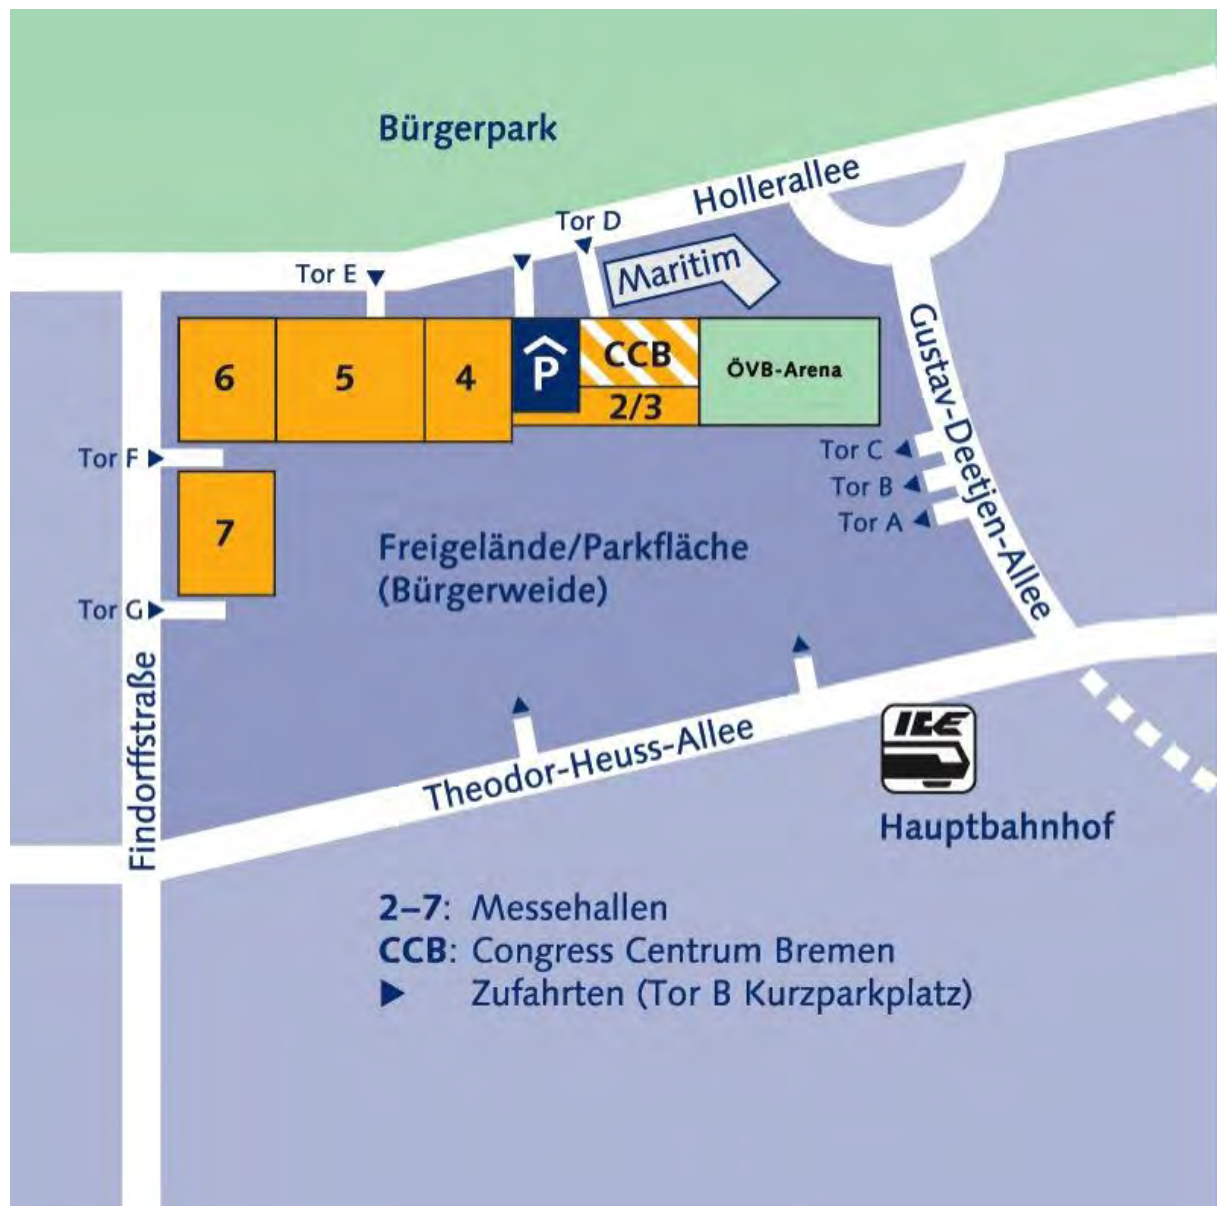 Bürgerpark
Hollerallee
Tor D
Maritim
Tor E
6
5
4
P
CCB
2/3
ÖVB-Arena
Gustav-Deetjen-Allee
Tor F
Tor C
Tor B
Tor A
7
Freigelände/Parkfläche
(Bürgerweide)
Tor G
Findorffstraße
Theodor-Heuss-Allee
ICE
Hauptbahnhof
2–7: Messehallen
CCB: Congress Centrum Bremen
Zufahrten (Tor B Kurzparkplatz)